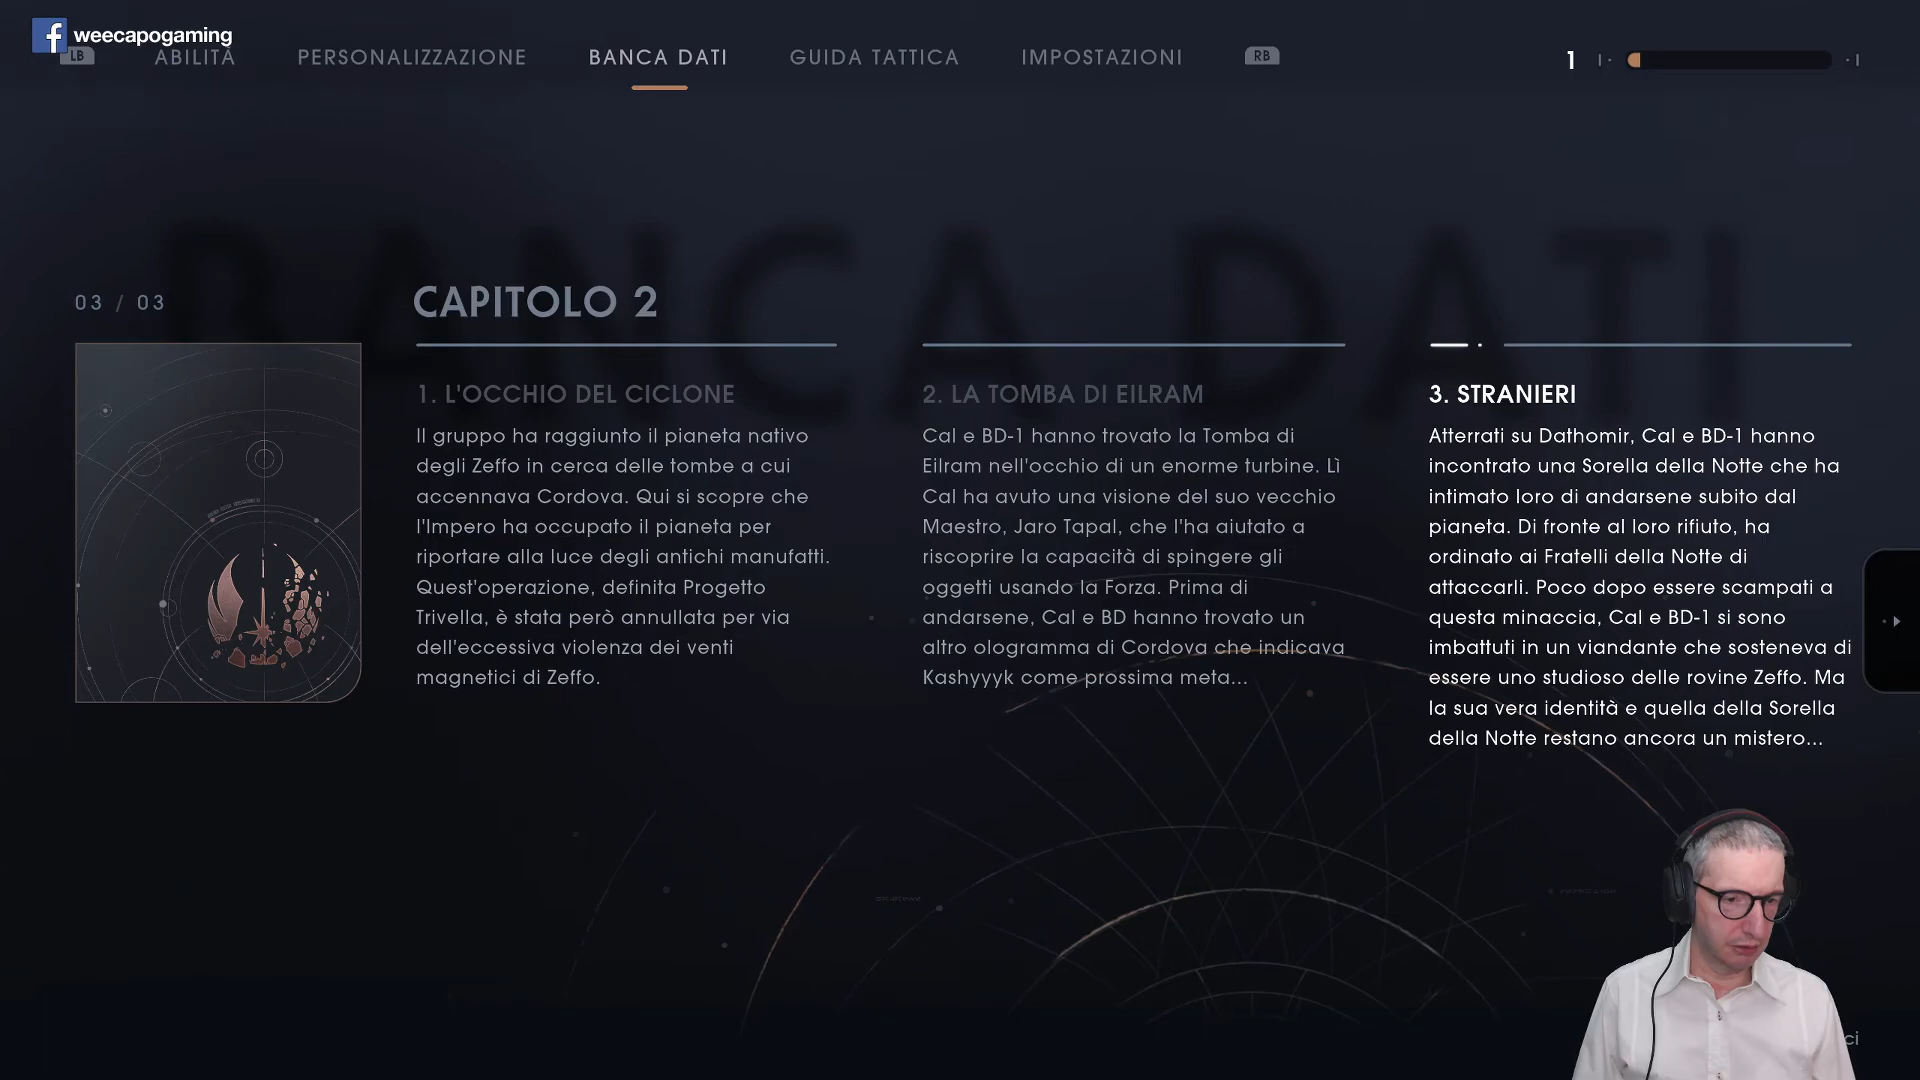 weecapogaming
LB ABILITÀ PERSONALIZZAZIONE BANCA DATI GUIDA TATTICA IMPOSTAZIONI RB 1
BANCA DATI
03 / 03
CAPITOLO 2
1. L'OCCHIO DEL CICLONE
Il gruppo ha raggiunto il pianeta nativo
degli Zeffo in cerca delle tombe a cui
accennava Cordova. Qui si scopre che
l'Impero ha occupato il pianeta per
riportare alla luce degli antichi manufatti.
Quest'operazione, definita Progetto
Trivella, è stata però annullata per via
dell'eccessiva violenza dei venti
magnetici di Zeffo.
2. LA TOMBA DI EILRAM
Cal e BD-1 hanno trovato la Tomba di
Eilram nell'occhio di un enorme turbine. Lì
Cal ha avuto una visione del suo vecchio
Maestro, Jaro Tapal, che l'ha aiutato a
riscoprire la capacità di spingere gli
oggetti usando la Forza. Prima di
andarsene, Cal e BD hanno trovato un
altro ologramma di Cordova che indicava
Kashyyyk come prossima meta...
3. STRANIERI
Atterrati su Dathomir, Cal e BD-1 hanno
incontrato una Sorella della Notte che ha
intimato loro di andarsene subito dal
pianeta. Di fronte al loro rifiuto, ha
ordinato ai Fratelli della Notte di
attaccarli. Poco dopo essere scampati a
questa minaccia, Cal e BD-1 si sono
imbattuti in un viandante che sosteneva di
essere uno studioso delle rovine Zeffo. Ma
la sua vera identità e quella della Sorella
della Notte restano ancora un mistero...